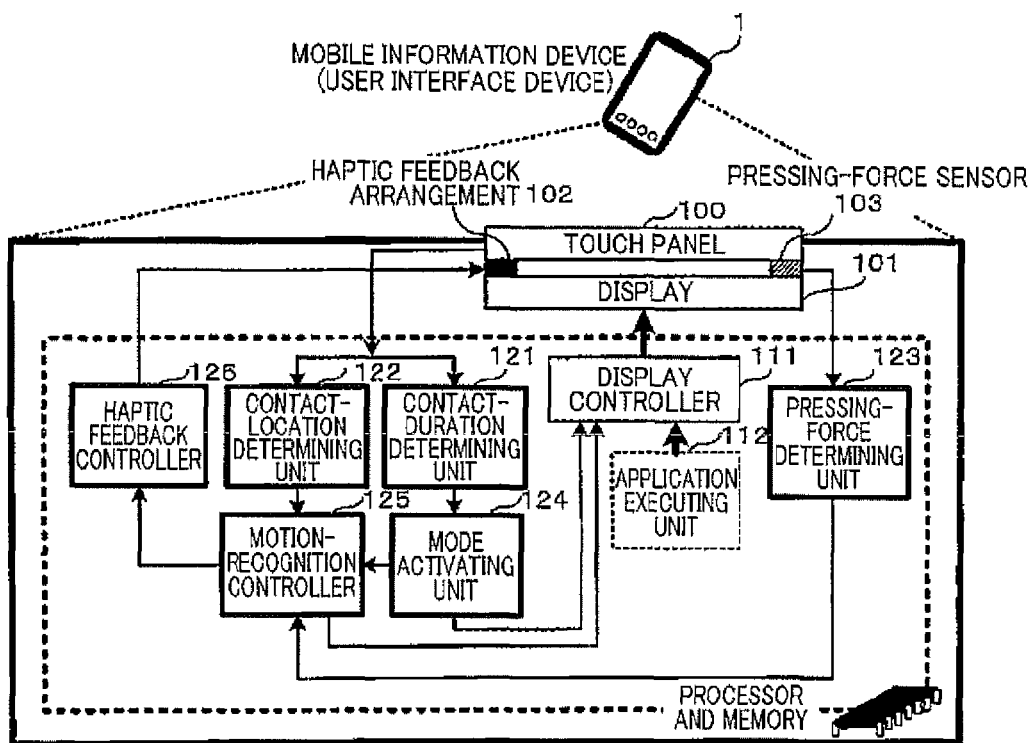 1
MOBILE INFORMATION DEVICE
(USER INTERFACE DEVICE)
HAPTIC FEEDBACK
ARRANGEMENT 102
PRESSING-FORCE SENSOR
103
100
TOUCH PANEL
101
DISPLAY
126
HAPTIC
FEEDBACK
CONTROLLER
122
CONTACT-
LOCATION
DETERMINING
UNIT
121
CONTACT-
DURATION
DETERMINING
UNIT
111
DISPLAY
CONTROLLER
112
APPLICATION
EXECUTING
UNIT
123
PRESSING-
FORCE
DETERMINING
UNIT
125
MOTION-
RECOGNITION
CONTROLLER
124
MODE
ACTIVATING
UNIT
PROCESSOR
AND MEMORY